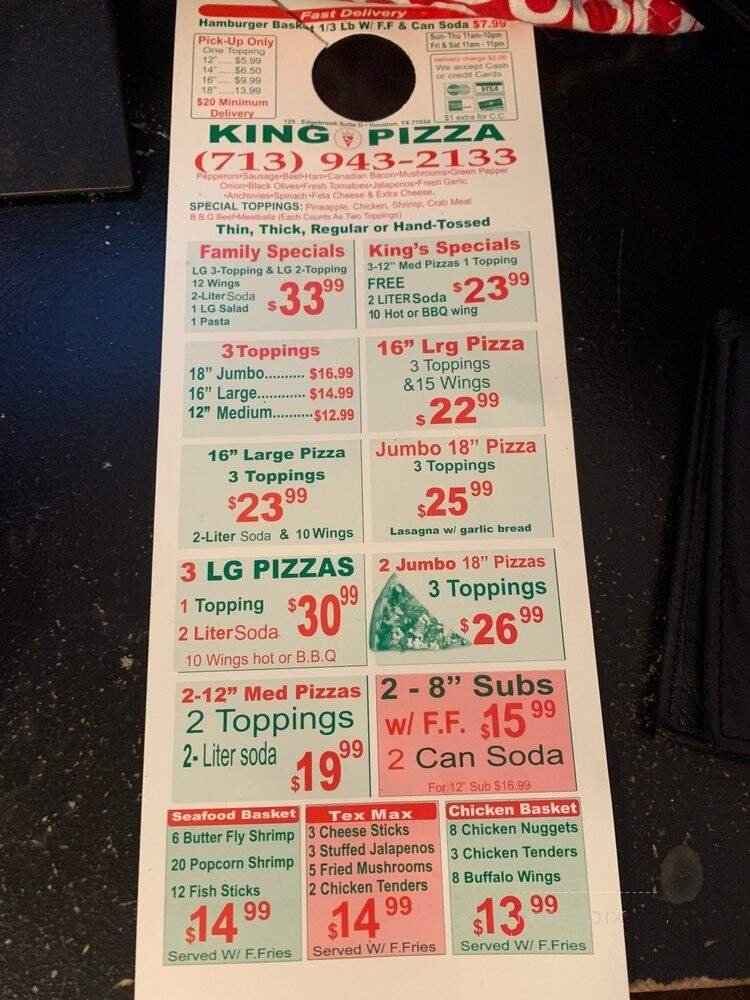 Fast Delivery
Hamburger Basket 1/3 Lb W/ F.F & Can Soda $7.99
Pick-Up Only
One Topping
12"..... $5.99
14"..... $6.50
16"..... $9.99
18".....13.99
$20 Minimum
Delivery
Sun- Thu 11am-10pm
Fri & Sat 11am - 11pm
delivery charge $2.00
We accept Cash
or credit Cards
VISA
$1 extra for C.C.
125 . Edgebrook Suite D - Houston, TX 77034
KING PIZZA
(713) 943-2133
Pepperoni•Sausage•Beef•Ham•Canadian Bacon•Mushrooms•Green Pepper
Onion•Black Olives•Fresh Tomatoes•Jalapenos•Fresh Garlic
•Anchovies•Spinach•Feta Cheese & Extra Cheese.
SPECIAL TOPPINGS: Pineapple, Chicken, Shrimp, Crab Meat
B.B.Q Beef•Meatballs (Each Counts As Two Toppings)
Thin, Thick, Regular or Hand-Tossed
Family Specials
LG 3-Topping & LG 2-Topping
12 Wings
2-Liter Soda
1 LG Salad
1 Pasta
$33.99
King's Specials
3-12" Med Pizzas 1 Topping
FREE
2 LITER Soda
10 Hot or BBQ wing
$23.99
3 Toppings
18" Jumbo.......... $16.99
16" Large............ $14.99
12" Medium..........$12.99
16" Lrg Pizza
3 Toppings
&15 Wings
$22.99
16" Large Pizza
3 Toppings
$23.99
2-Liter Soda & 10 Wings
Jumbo 18" Pizza
3 Toppings
$25.99
Lasagna w/ garlic bread
3 LG PIZZAS
1 Topping
2 Liter Soda
$30.99
10 Wings hot or B.B.Q
2 Jumbo 18" Pizzas
3 Toppings
$26.99
2-12" Med Pizzas
2 Toppings
2- Liter soda
$19.99
2 - 8" Subs
w/ F.F. $15.99
2 Can Soda
For 12" Sub $16.99
Seafood Basket
6 Butter Fly Shrimp
20 Popcorn Shrimp
12 Fish Sticks
$14.99
Served W/ F.Fries
Tex Max
3 Cheese Sticks
3 Stuffed Jalapenos
5 Fried Mushrooms
2 Chicken Tenders
$14.99
Served W/ F.Fries
Chicken Basket
8 Chicken Nuggets
3 Chicken Tenders
8 Buffalo Wings
$13.99
Served W/ F.Fries